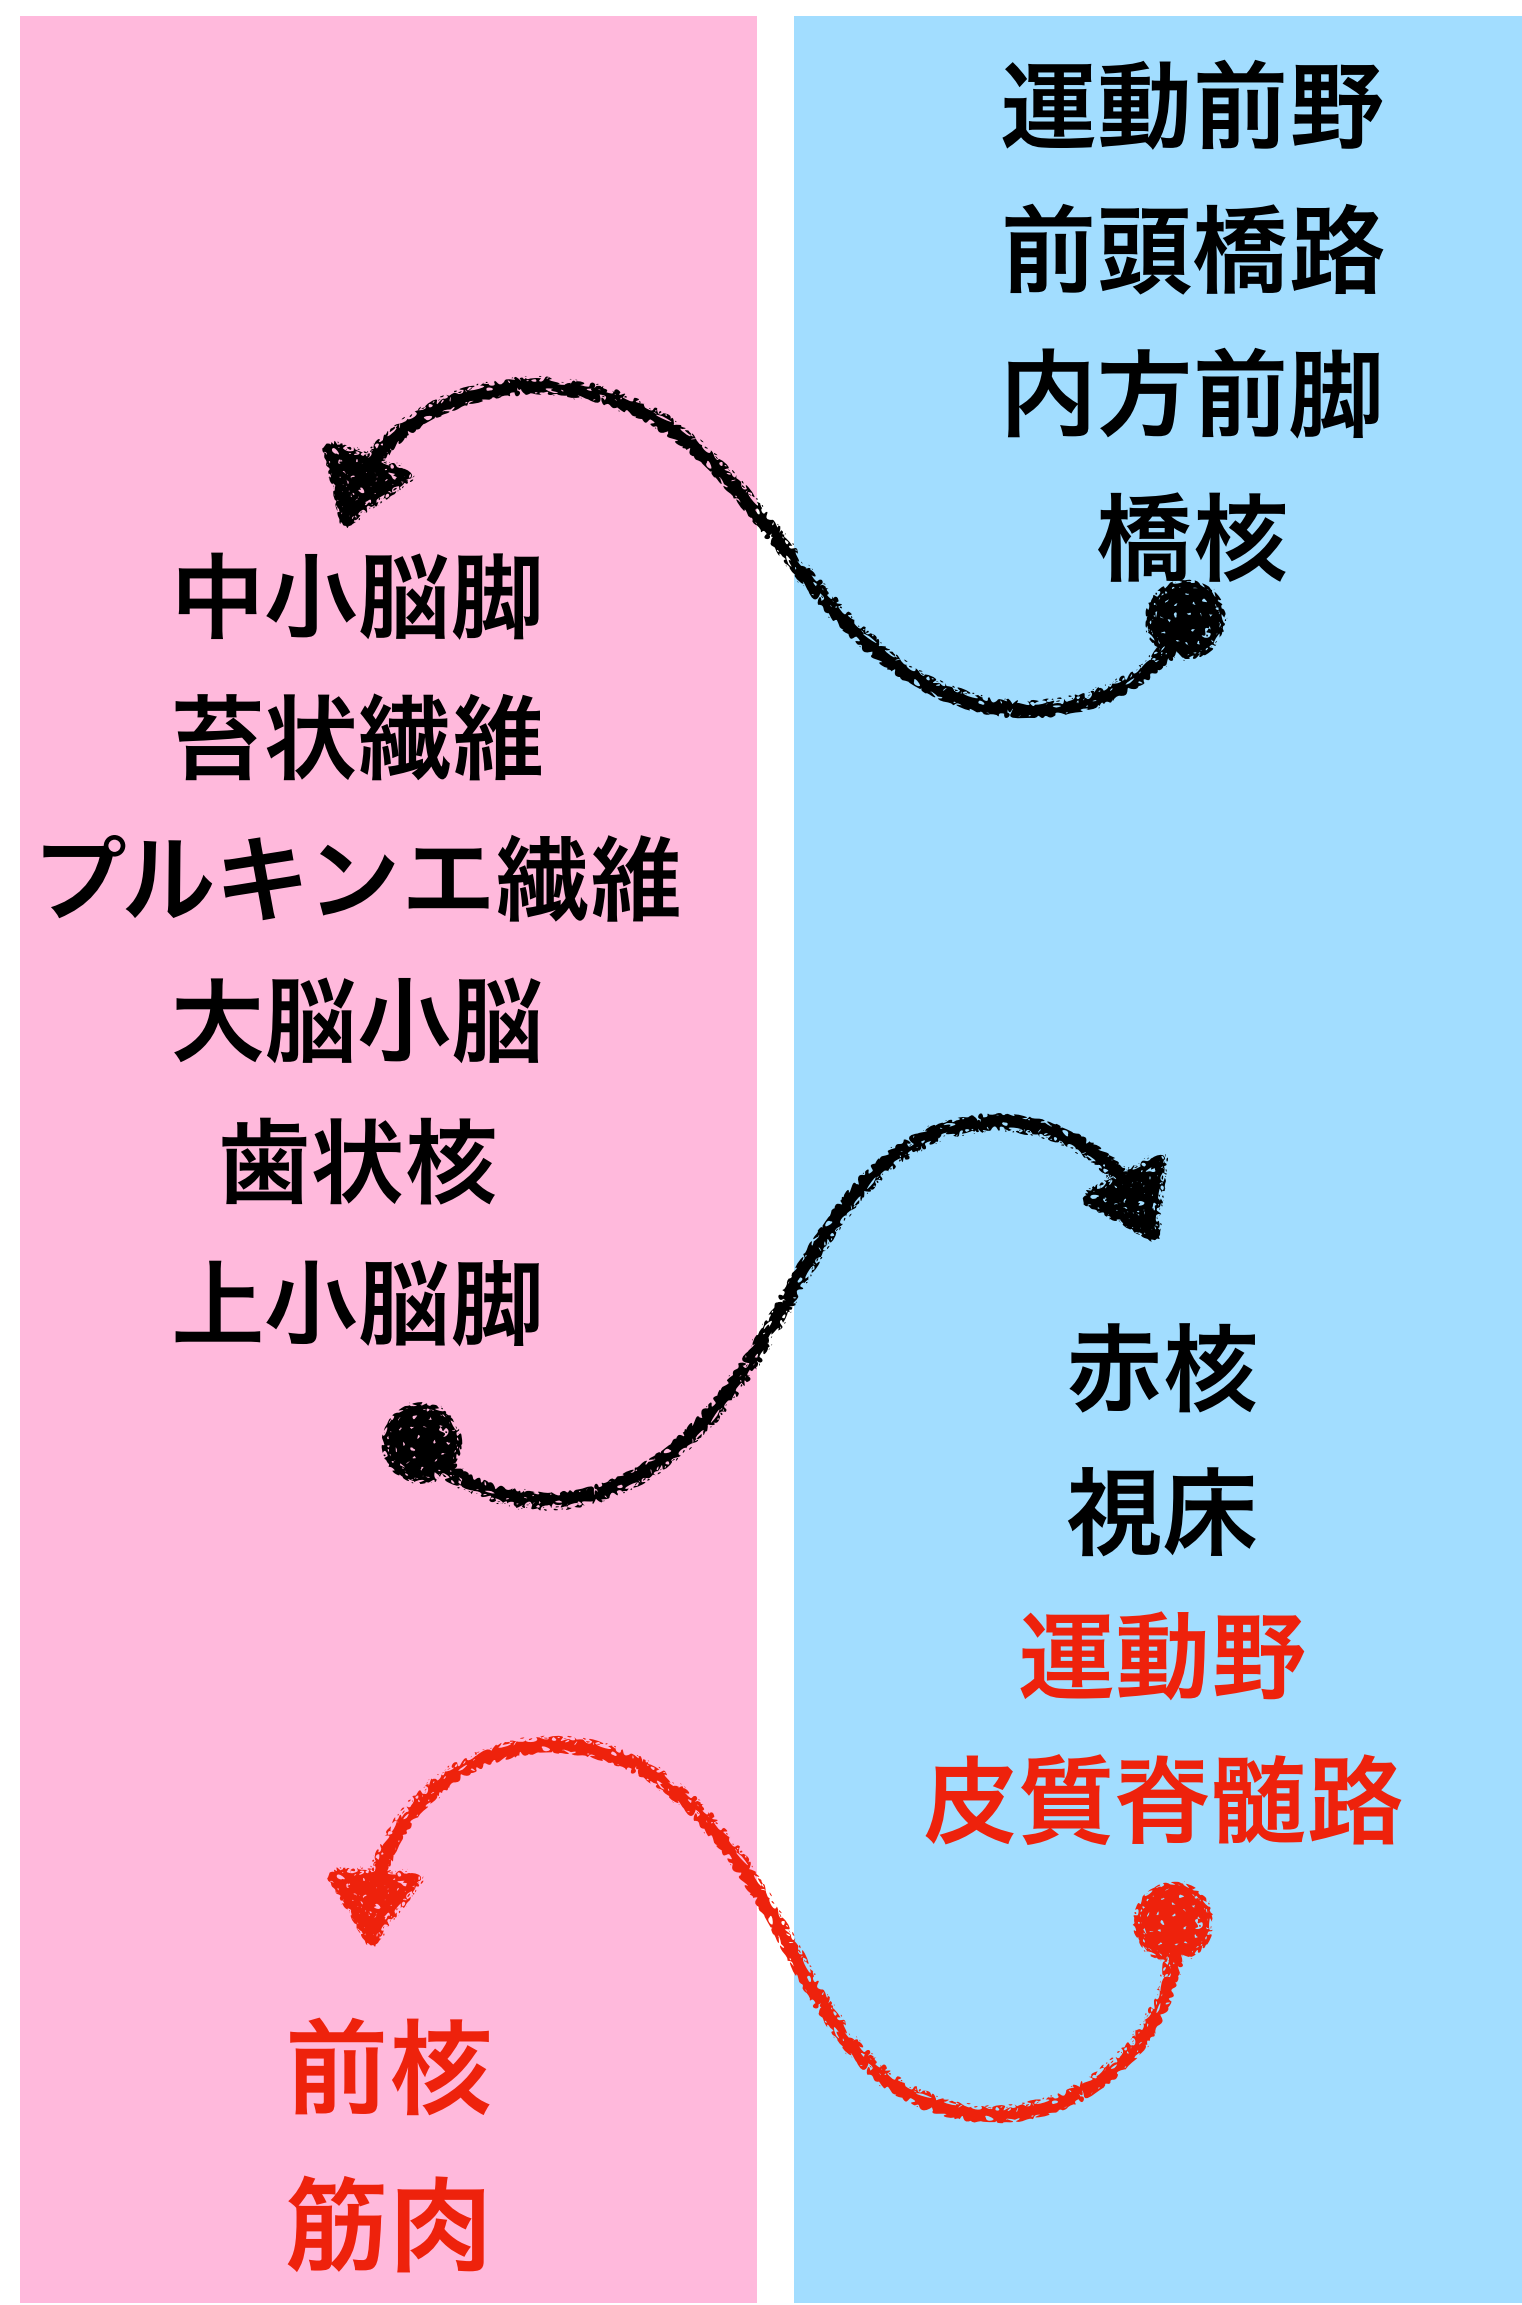 運動前野
前頭橋路
内方前脚
橋核
中小脳脚
苔状繊維
プルキンエ繊維
大脳小脳
歯状核
上小脳脚
赤核
視床
運動野
皮質脊髄路
前核
筋肉